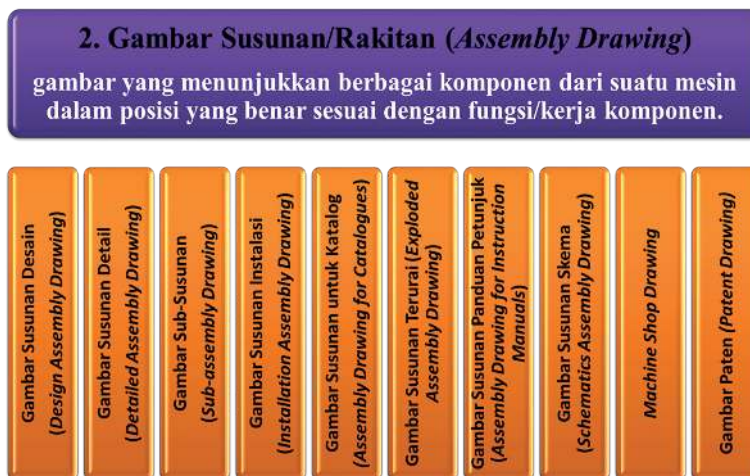 2. Gambar Susunan/Rakitan (Assembly Drawing)
gambar yang menunjukkan berbagai komponen dari suatu mesin
dalam posisi yang benar sesuai dengan fungsi/kerja komponen.
Gambar Susunan Desain
(Design Assembly Drawing)
Gambar Susunan Detail
(Detailed Assembly Drawing)
Gambar Sub-Susunan
(Sub-assembly Drawing)
Gambar Susunan Instalasi
(Installation Assembly Drawing)
Gambar Susunan untuk Katalog
(Assembly Drawing for Catalogues)
Gambar Susunan Terurai (Exploded
Assembly Drawing)
Gambar Susunan Panduan Petunjuk
(Assembly Drawing for Instruction
Manuals)
Gambar Susunan Skema
(Schematics Assembly Drawing)
Machine Shop Drawing
Gambar Paten (Patent Drawing)